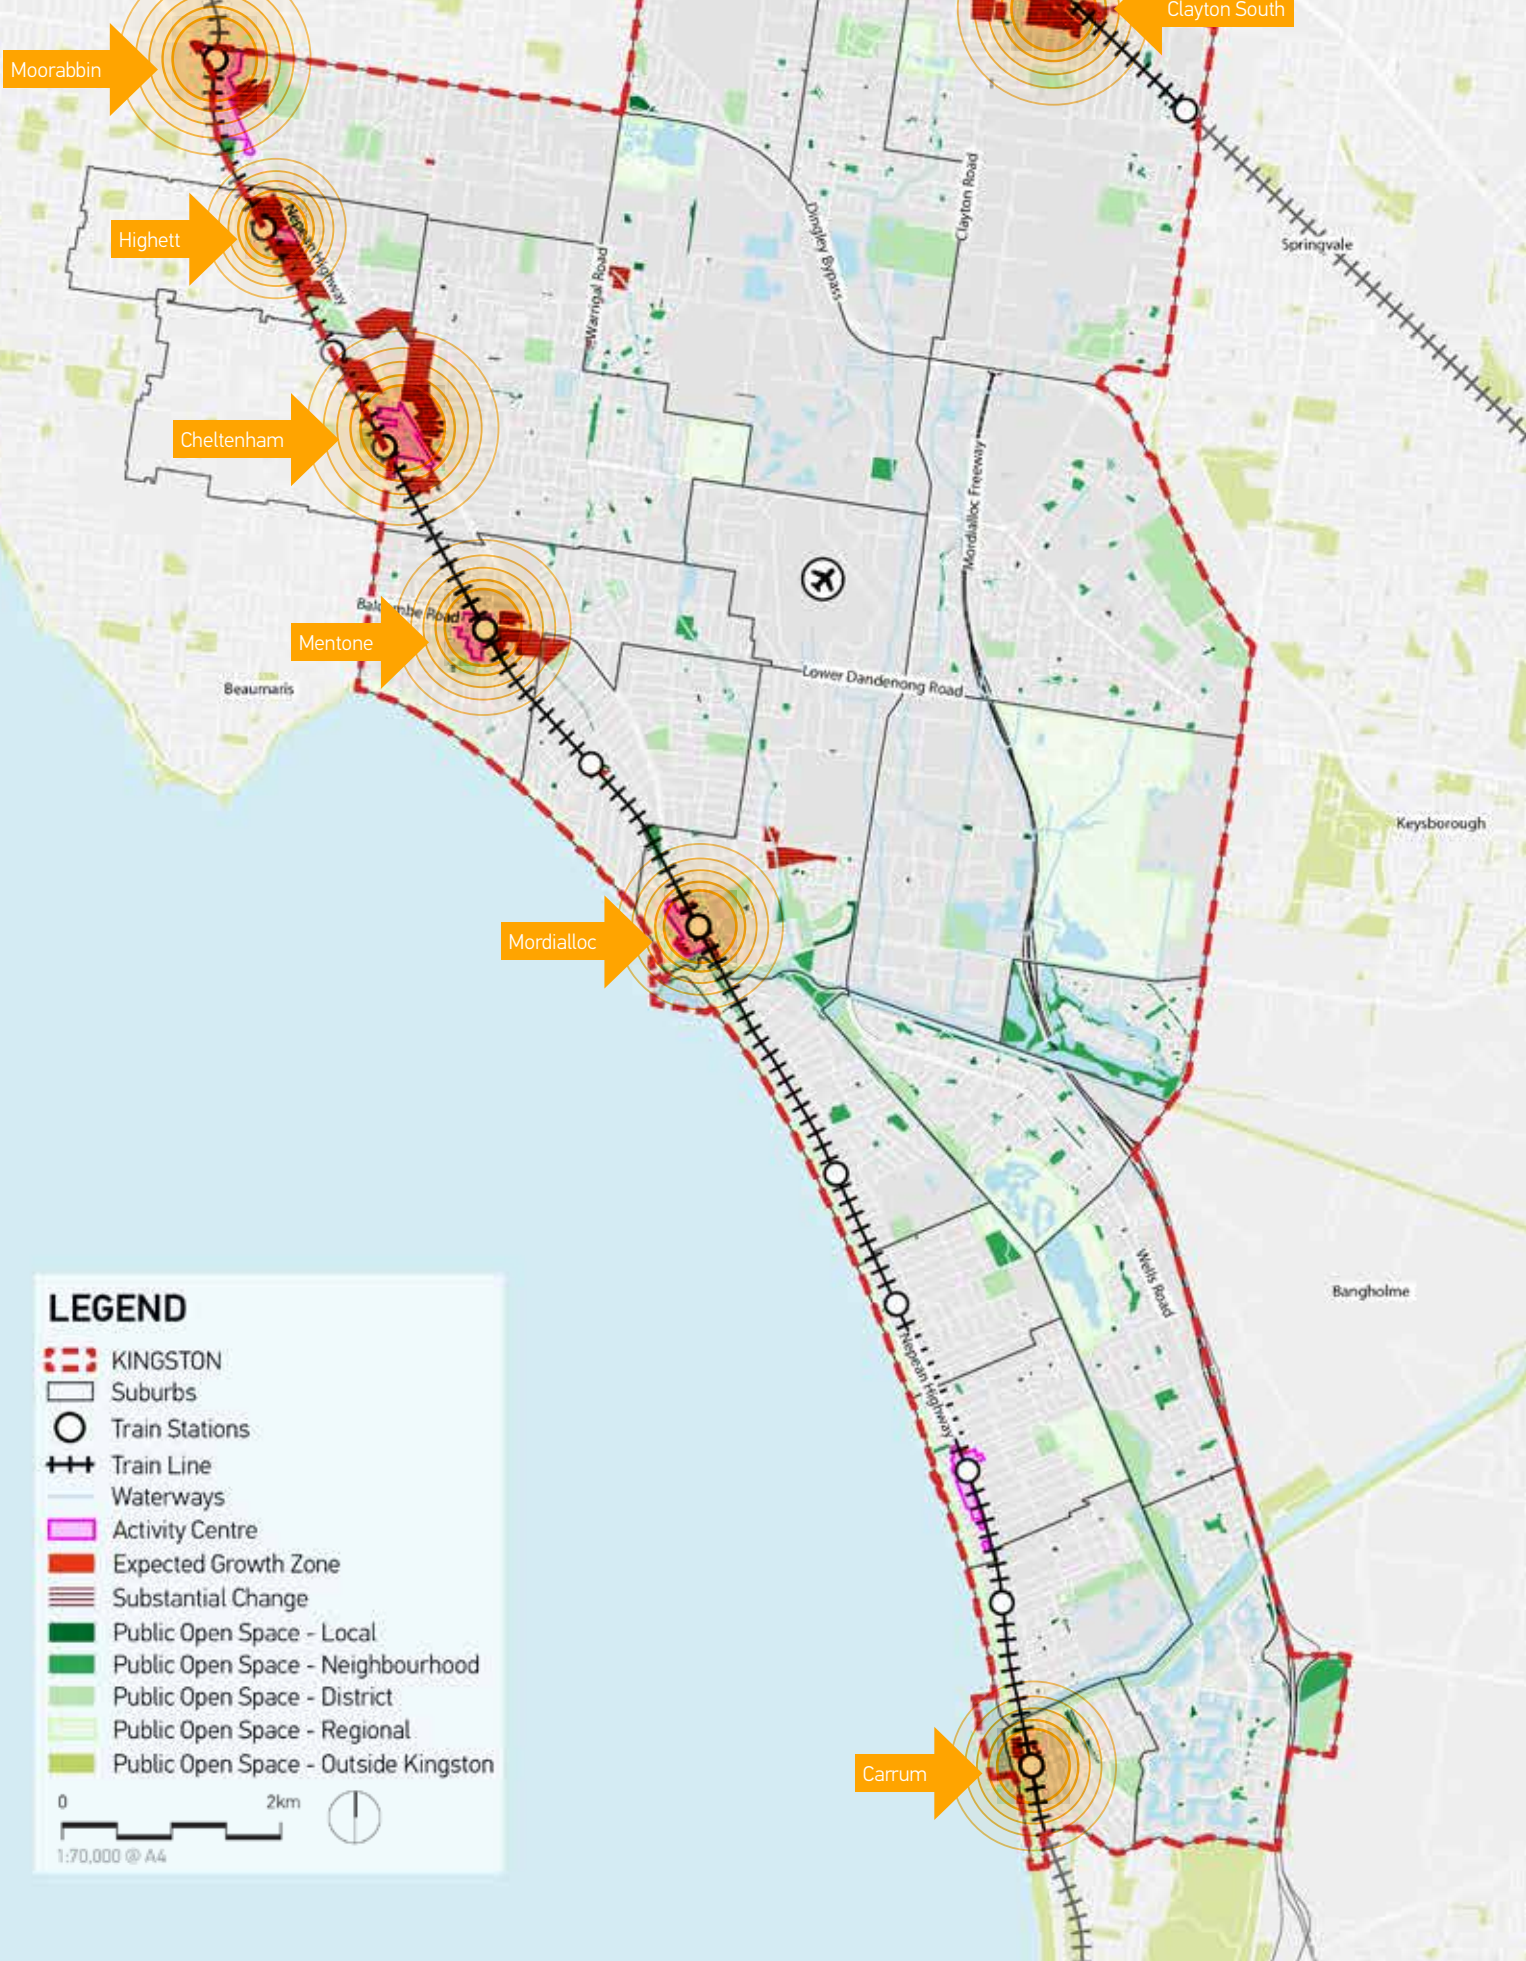 Clayton South
Moorabbin
Clayton Road
Dingley Bypass
Highett
Nepean Highway
Springvale
Warrigal Road
Cheltenham
Mordialloc Freeway
Balcombe Road
Mentone
Beaumaris
Lower Dandenong Road
Keysborough
Mordialloc
Wells Road
Bangholme
Nepean Highway
Carrum
LEGEND
KINGSTON
Suburbs
Train Stations
Train Line
Waterways
Activity Centre
Expected Growth Zone
Substantial Change
Public Open Space - Local
Public Open Space - Neighbourhood
Public Open Space - District
Public Open Space - Regional
Public Open Space - Outside Kingston
0 2km
1:70,000 @ A4